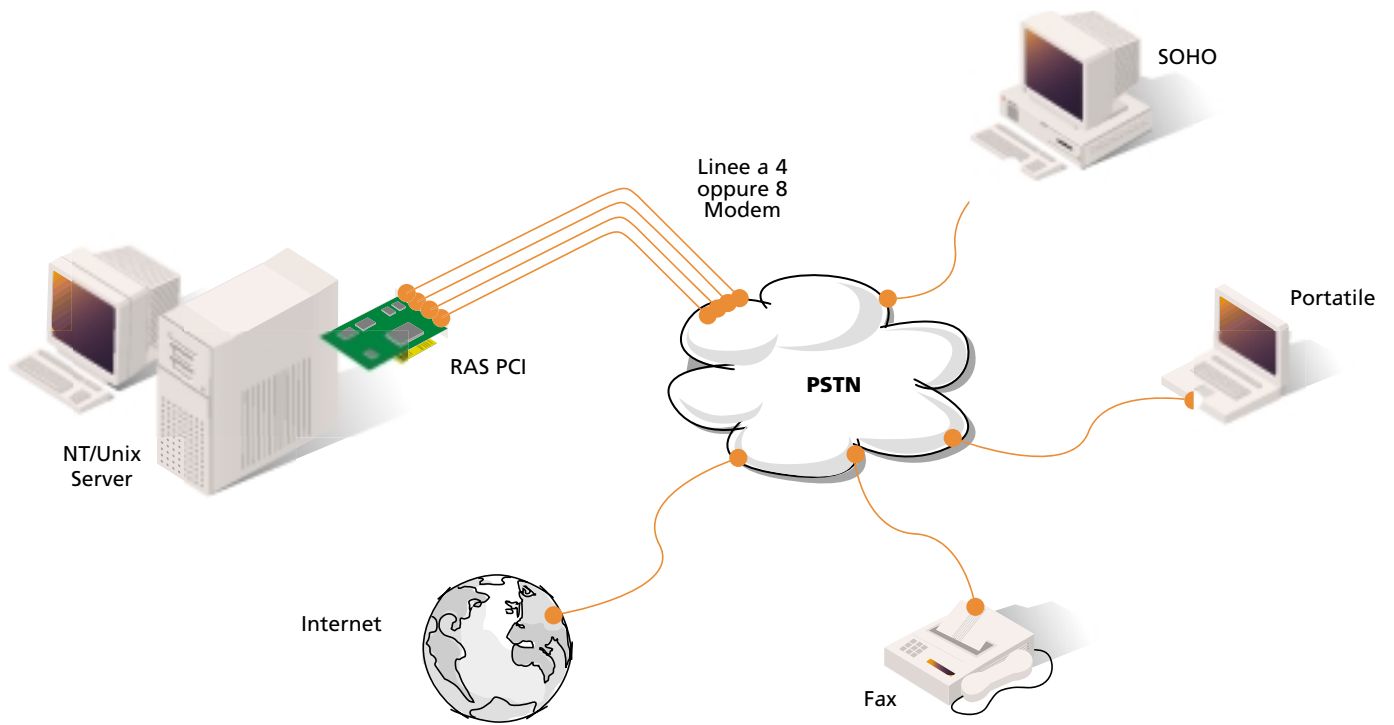 SOHO
Linee a 4
oppure 8
Modem
Portatile
RAS PCI
PSTN
NT/Unix
Server
Internet
Fax